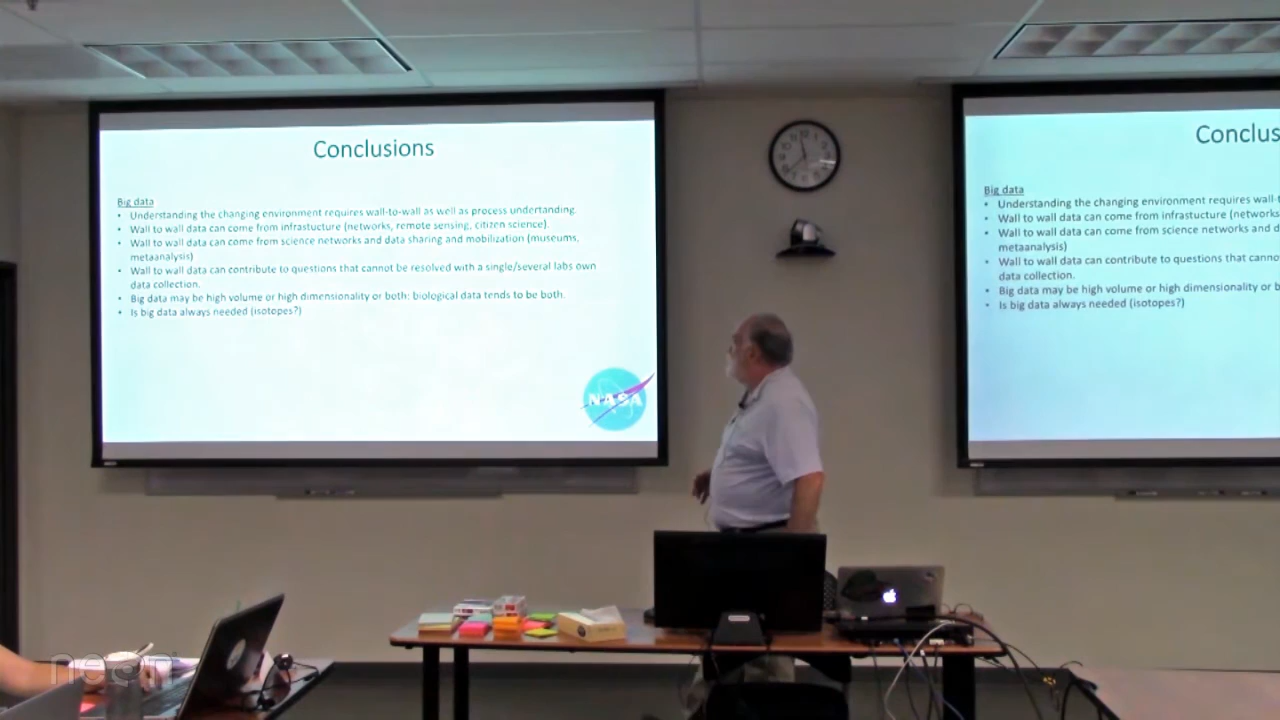 Conclusions
Big data
• Understanding the changing environment requires wall-to-wall as well as process undertanding.
• Wall to wall data can come from infrastucture (networks, remote sensing, citizen science).
• Wall to wall data can come from science networks and data sharing and mobilization (museums,
metaanalysis)
• Wall to wall data can contribute to questions that cannot be resolved with a single/several labs own
data collection.
• Big data may be high volume or high dimensionality or both: biological data tends to be both.
• Is big data always needed (isotopes?)
NASA
Conclus
Big data
• Understanding the changing environment requires wall-t
• Wall to wall data can come from infrastucture (networks
• Wall to wall data can come from science networks and d
metaanalysis)
• Wall to wall data can contribute to questions that canno
data collection.
• Big data may be high volume or high dimensionality or b
• Is big data always needed (isotopes?)
neon